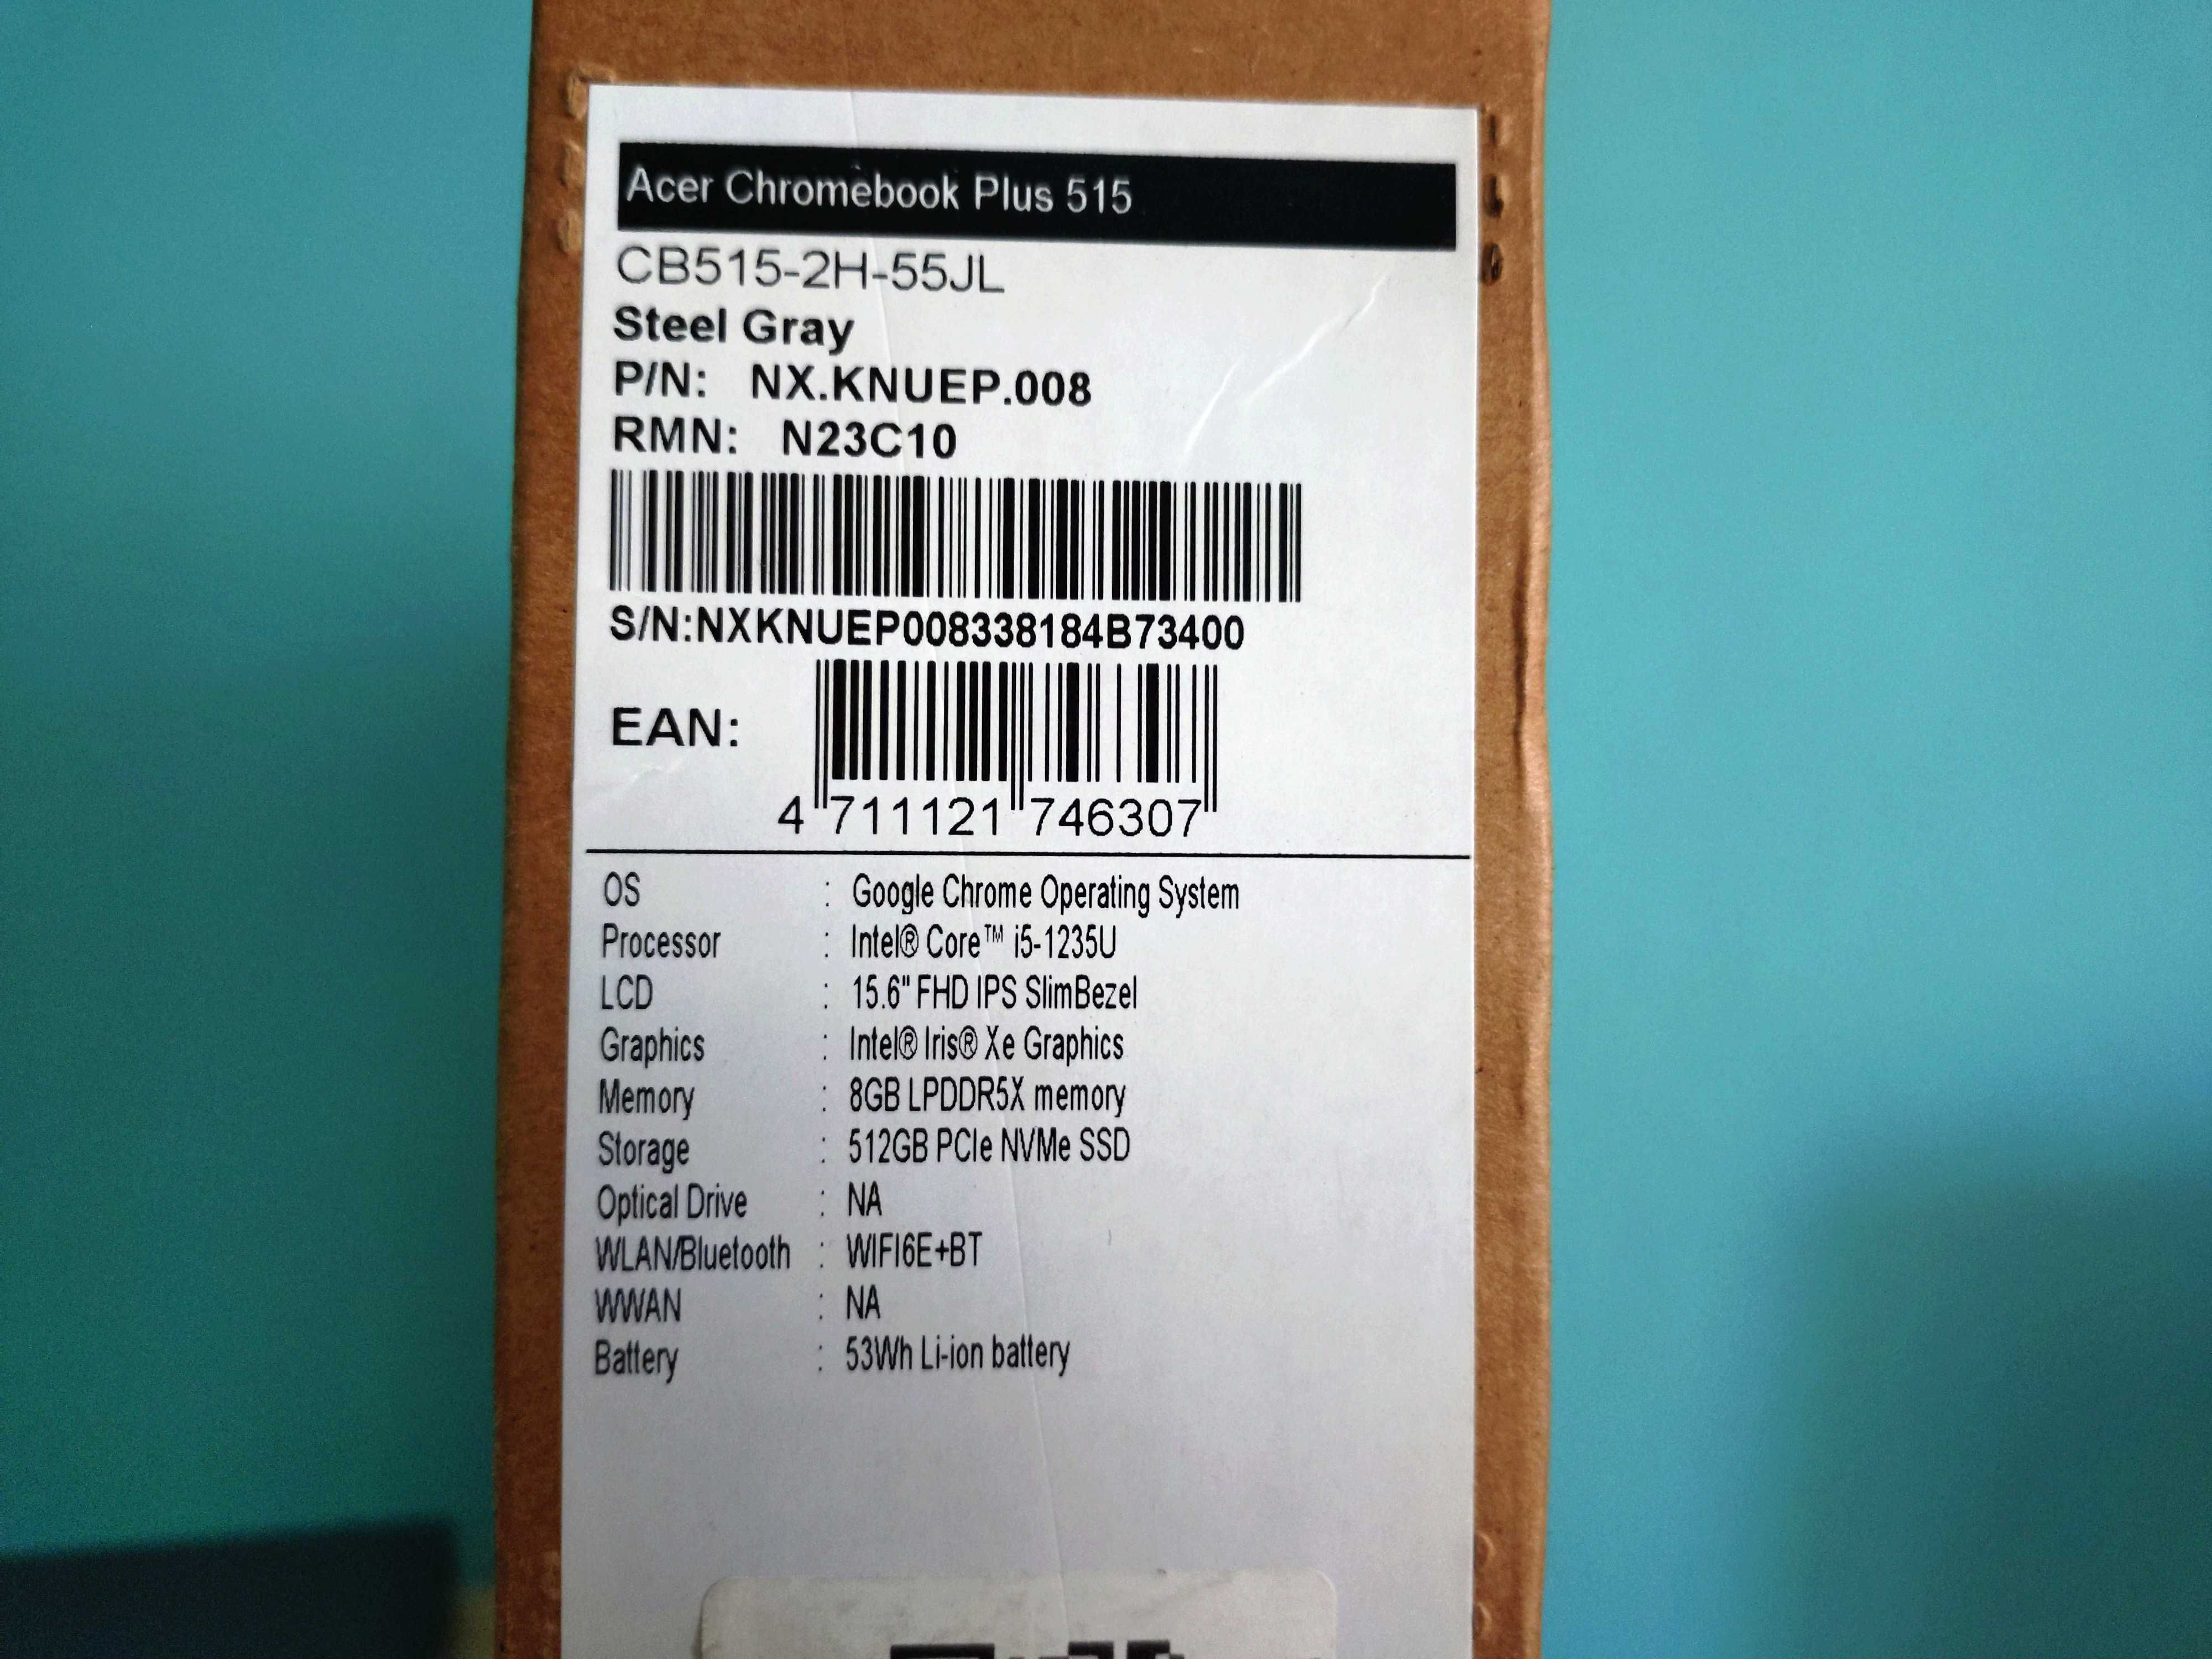 Acer Chromebook Plus 515
CB515-2H-55JL
Steel Gray
P/N: NX.KNUEP.008
RMN: N23C10
S/N:NXKNUEP008338184B73400
EAN:
4 711121 746307
OS : Google Chrome Operating System
Processor : Intel® Core™ i5-1235U
LCD : 15.6" FHD IPS SlimBezel
Graphics : Intel® Iris® Xe Graphics
Memory : 8GB LPDDR5X memory
Storage : 512GB PCIe NVMe SSD
Optical Drive : NA
WLAN/Bluetooth : WIFI6E+BT
WWAN : NA
Battery : 53Wh Li-ion battery